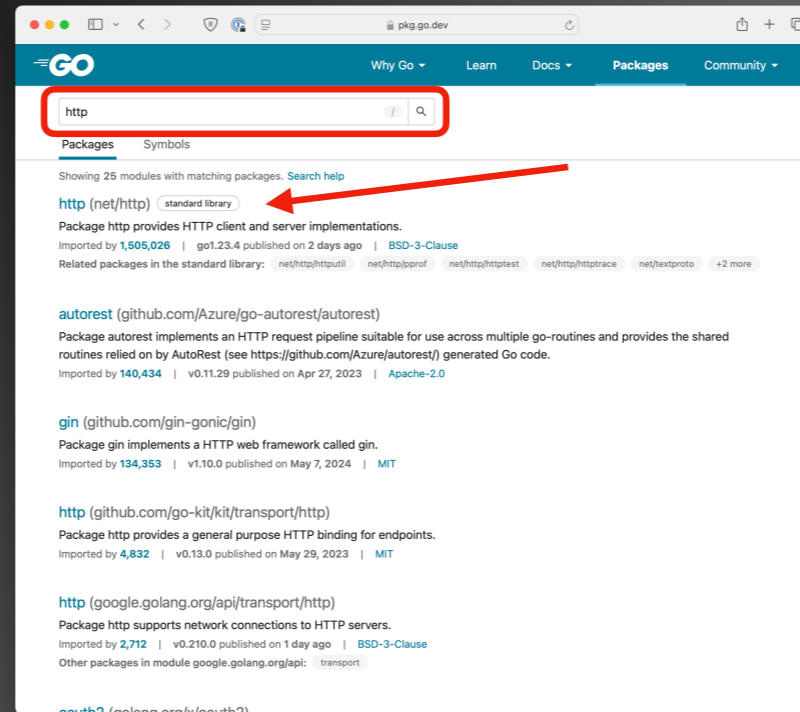 pkg.go.dev
GO
Why Go Learn Docs Packages Community
http /
Packages Symbols
Showing 25 modules with matching packages. Search help
http (net/http) standard library
Package http provides HTTP client and server implementations.
Imported by 1,505,026 | go1.23.4 published on 2 days ago | BSD-3-Clause
Related packages in the standard library: net/http/httputil net/http/pprof net/http/httptest net/http/httptrace net/textproto +2 more
autorest (github.com/Azure/go-autorest/autorest)
Package autorest implements an HTTP request pipeline suitable for use across multiple go-routines and provides the shared
routines relied on by AutoRest (see https://github.com/Azure/autorest/) generated Go code.
Imported by 140,434 | v0.11.29 published on Apr 27, 2023 | Apache-2.0
gin (github.com/gin-gonic/gin)
Package gin implements a HTTP web framework called gin.
Imported by 134,353 | v1.10.0 published on May 7, 2024 | MIT
http (github.com/go-kit/kit/transport/http)
Package http provides a general purpose HTTP binding for endpoints.
Imported by 4,832 | v0.13.0 published on May 29, 2023 | MIT
http (google.golang.org/api/transport/http)
Package http supports network connections to HTTP servers.
Imported by 2,712 | v0.210.0 published on 1 day ago | BSD-3-Clause
Other packages in module google.golang.org/api: transport
oauth2 (golang.org/x/oauth2)